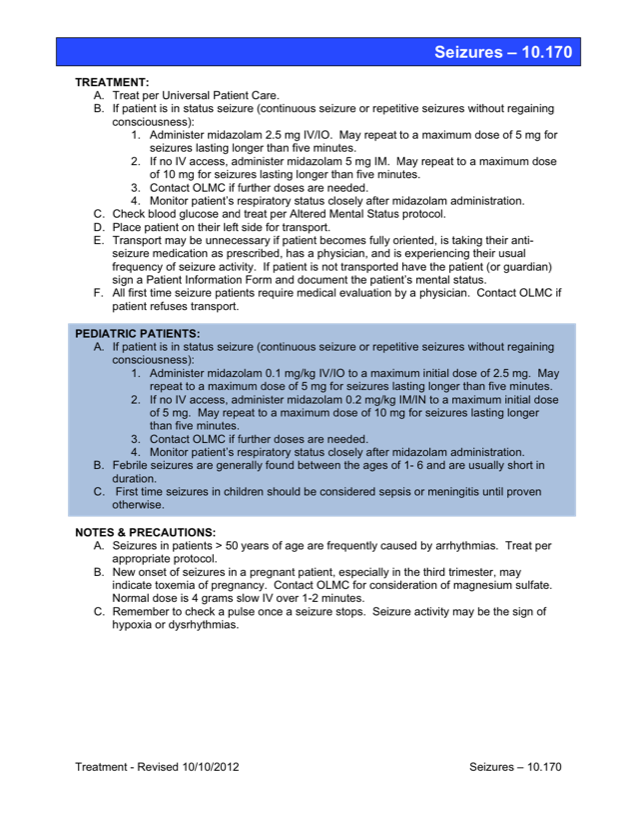 Seizures – 10.170
TREATMENT:
A. Treat per Universal Patient Care.
B. If patient is in status seizure (continuous seizure or repetitive seizures without regaining
consciousness):
1. Administer midazolam 2.5 mg IV/IO. May repeat to a maximum dose of 5 mg for
seizures lasting longer than five minutes.
2. If no IV access, administer midazolam 5 mg IM. May repeat to a maximum dose
of 10 mg for seizures lasting longer than five minutes.
3. Contact OLMC if further doses are needed.
4. Monitor patient's respiratory status closely after midazolam administration.
C. Check blood glucose and treat per Altered Mental Status protocol.
D. Place patient on their left side for transport.
E. Transport may be unnecessary if patient becomes fully oriented, is taking their anti-
seizure medication as prescribed, has a physician, and is experiencing their usual
frequency of seizure activity. If patient is not transported have the patient (or guardian)
sign a Patient Information Form and document the patient's mental status.
F. All first time seizure patients require medical evaluation by a physician. Contact OLMC if
patient refuses transport.
PEDIATRIC PATIENTS:
A. If patient is in status seizure (continuous seizure or repetitive seizures without regaining
consciousness):
1. Administer midazolam 0.1 mg/kg IV/IO to a maximum initial dose of 2.5 mg. May
repeat to a maximum dose of 5 mg for seizures lasting longer than five minutes.
2. If no IV access, administer midazolam 0.2 mg/kg IM/IN to a maximum initial dose
of 5 mg. May repeat to a maximum dose of 10 mg for seizures lasting longer
than five minutes.
3. Contact OLMC if further doses are needed.
4. Monitor patient's respiratory status closely after midazolam administration.
B. Febrile seizures are generally found between the ages of 1- 6 and are usually short in
duration.
C. First time seizures in children should be considered sepsis or meningitis until proven
otherwise.
NOTES & PRECAUTIONS:
A. Seizures in patients > 50 years of age are frequently caused by arrhythmias. Treat per
appropriate protocol.
B. New onset of seizures in a pregnant patient, especially in the third trimester, may
indicate toxemia of pregnancy. Contact OLMC for consideration of magnesium sulfate.
Normal dose is 4 grams slow IV over 1-2 minutes.
C. Remember to check a pulse once a seizure stops. Seizure activity may be the sign of
hypoxia or dysrhythmias.
Treatment - Revised 10/10/2012
Seizures – 10.170